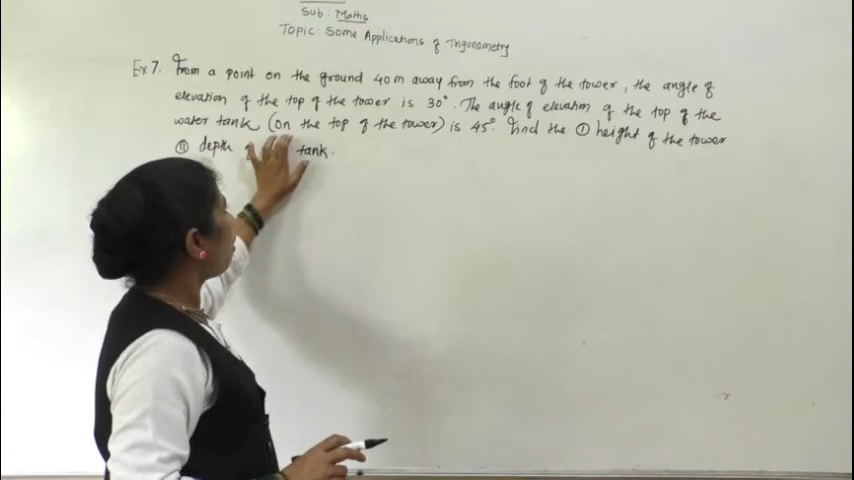 Sub: Maths
Topic: Some Applications of Trigonometry
Ex 7. From a point on the ground 40 m away from the foot of the tower, the angle of
elevation of the top of the tower is 30°. The angle of elevation of the top of the
water tank (on the top of the tower) is 45°. Find the ① height of the tower
② depth tank.